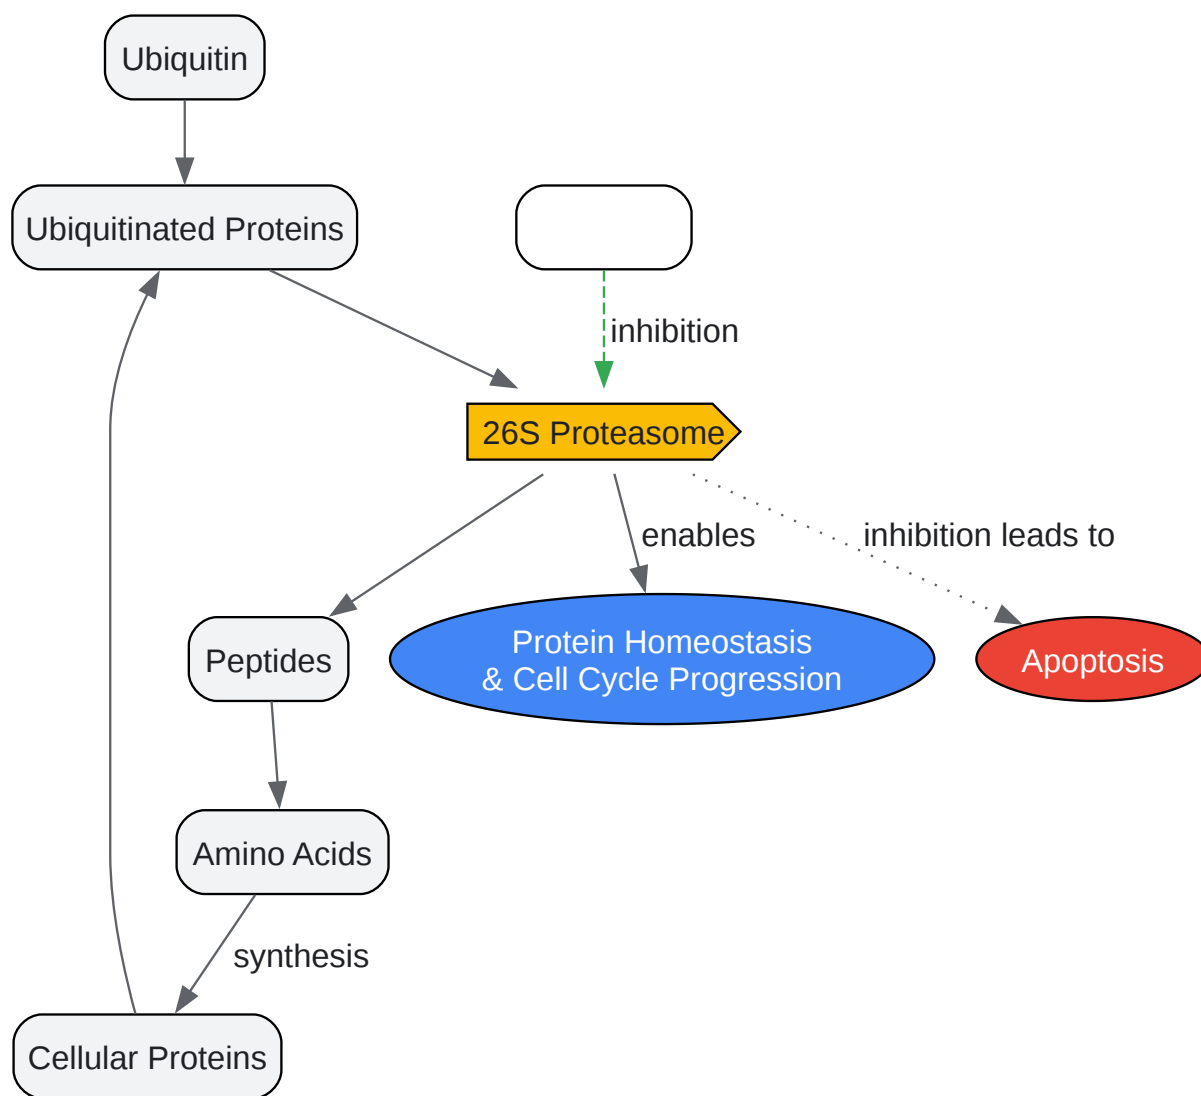 Ubiquitin
Ubiquitinated Proteins
inhibition
26S Proteasome
enables
inhibition leads to
Protein Homeostasis
& Cell Cycle Progression
Peptides
Apoptosis
Amino Acids
synthesis
Cellular Proteins